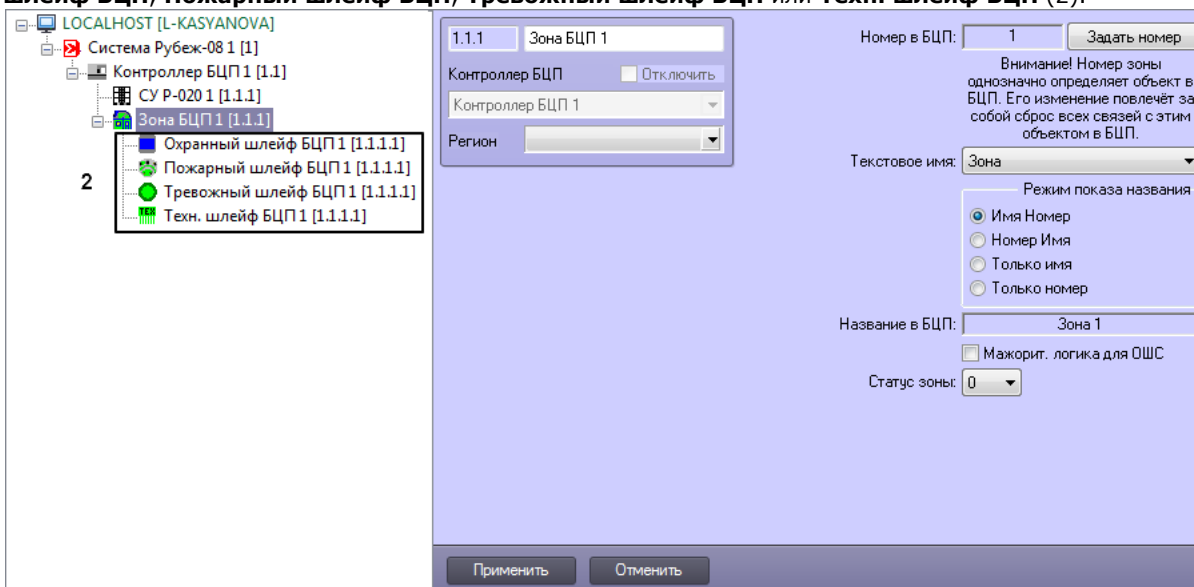 шлейф БЦП, Пожарный шлейф БЦП, Тревожный шлейф БЦП или Техн. шлейф БЦП (2).
LOCALHOST [L-KASYANOVA]
Система Рубеж-08 1 [1]
Контроллер БЦП 1 [1.1]
СУ Р-020 1 [1.1.1]
Зона БЦП 1 [1.1.1]
Охранный шлейф БЦП 1 [1.1.1.1]
Пожарный шлейф БЦП 1 [1.1.1.1]
Тревожный шлейф БЦП 1 [1.1.1.1]
Техн. шлейф БЦП 1 [1.1.1.1]
2
1.1.1 Зона БЦП 1
Контроллер БЦП Отключить
Контроллер БЦП 1
Регион
Номер в БЦП: 1 Задать номер
Внимание! Номер зоны
однозначно определяет объект в
БЦП. Его изменение повлечёт за
собой сброс всех связей с этим
объектом в БЦП.
Текстовое имя: Зона
Режим показа названия
Имя Номер
Номер Имя
Только имя
Только номер
Название в БЦП: Зона 1
Мажорит. логика для ОШС
Статус зоны: 0
Применить Отменить